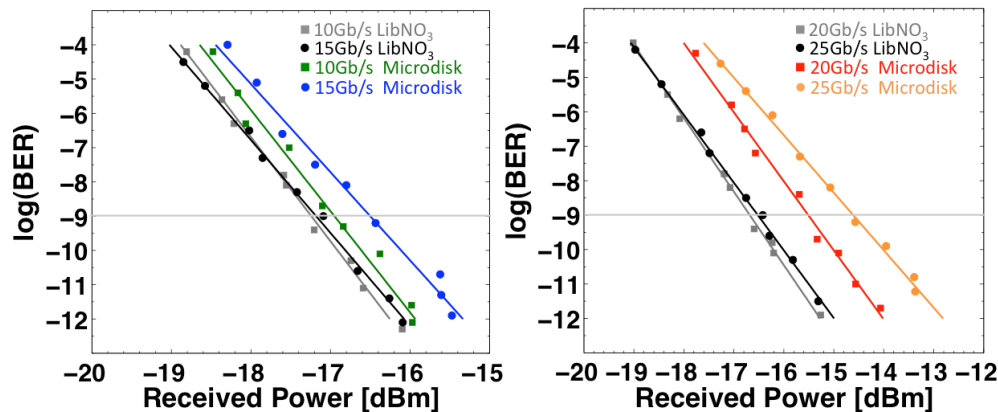 10Gb/s LibNO3
15Gb/s LibNO3
10Gb/s Microdisk
15Gb/s Microdisk
log(BER)
−4
−5
−6
−7
−8
−9
−10
−11
−12
−20 −19 −18 −17 −16 −15
Received Power [dBm]
20Gb/s LibNO3
25Gb/s LibNO3
20Gb/s Microdisk
25Gb/s Microdisk
log(BER)
−4
−5
−6
−7
−8
−9
−10
−11
−12
−20 −19 −18 −17 −16 −15 −14 −13 −12
Received Power [dBm]